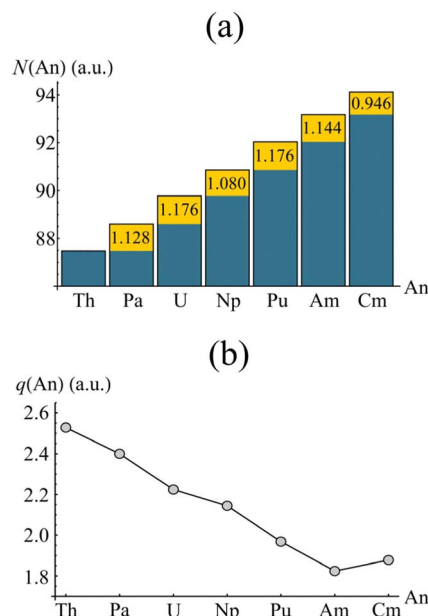 (a)
N(An) (a.u.)
94
92
90
88
1.128
1.176
1.080
1.176
1.144
0.946
Th Pa U Np Pu Am Cm An
(b)
q(An) (a.u.)
2.6
2.4
2.2
2.0
1.8
Th Pa U Np Pu Am Cm An